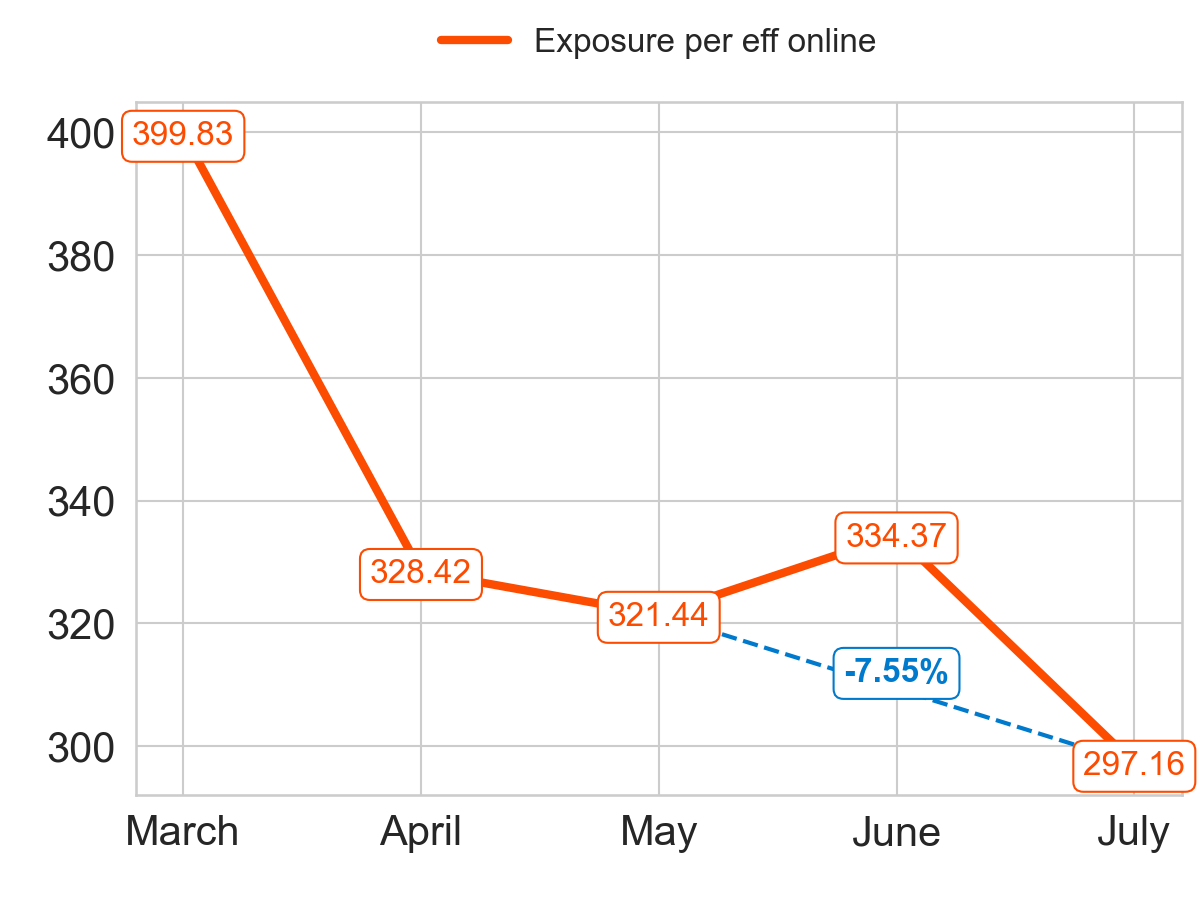 Exposure per eff online
400
399.83
380
360
340
334.37
328.42
321.44
320
-7.55%
300
297.16
March
April
May
June
July